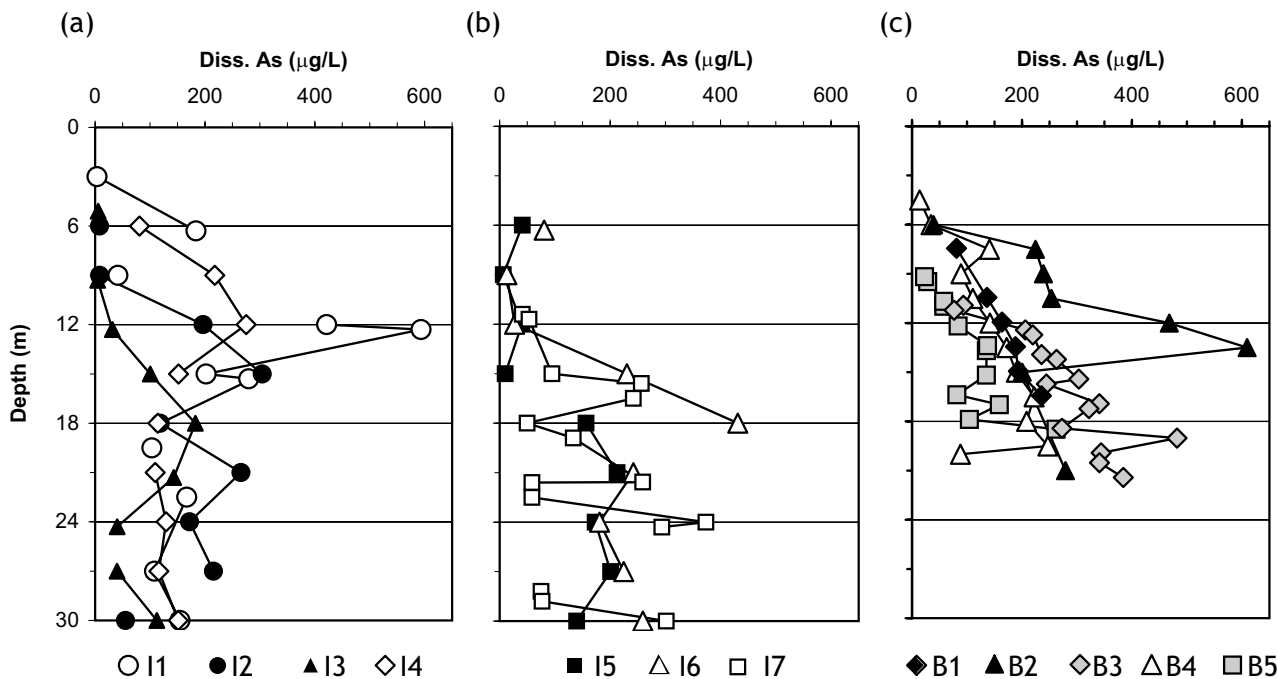 (a) (b) (c)
Diss. As (μg/L) Diss. As (μg/L) Diss. As (μg/L)
0 200 400 600 0 200 400 600 0 200 400 600
0
6
12
18
24
30
Depth (m)
I1 I2 I3 I4 I5 I6 I7 B1 B2 B3 B4 B5